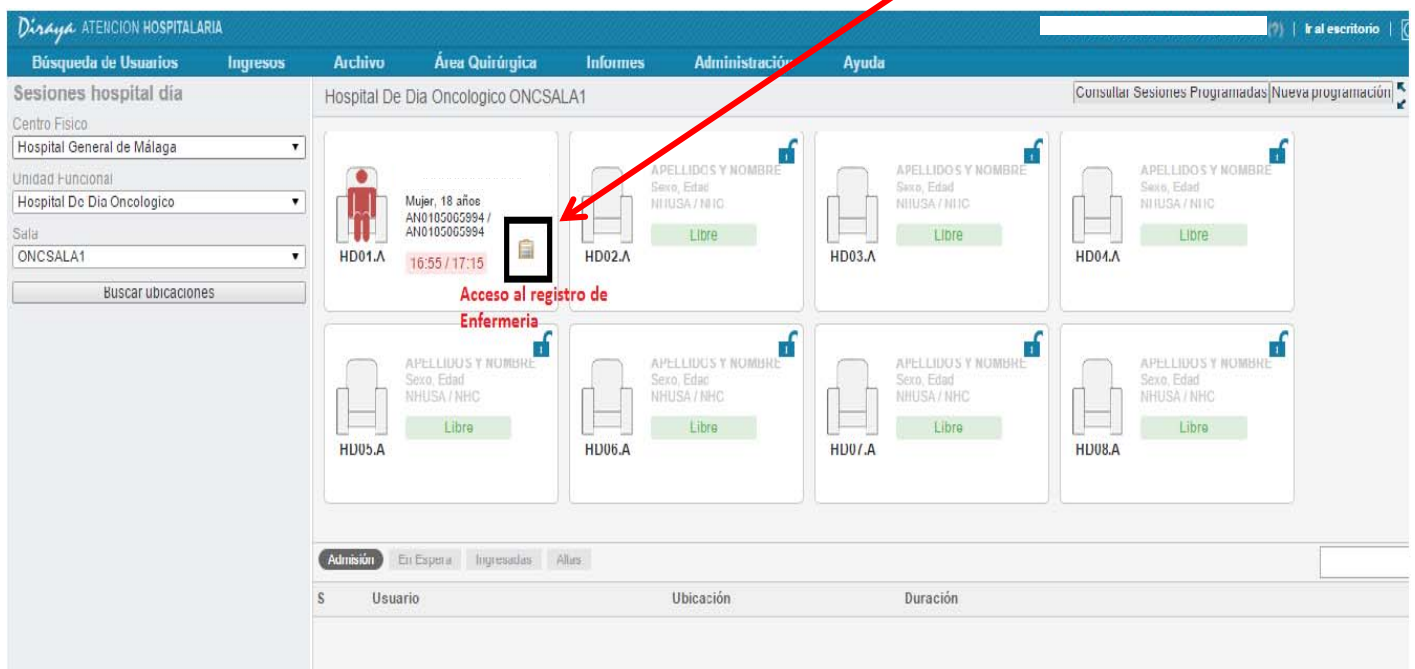 Diraya ATENCION HOSPITALARIA
(?) | Ir al escritorio |
Búsqueda de Usuarios Ingresos Archivo Área Quirúrgica Informes Administración Ayuda
Sesiones hospital día
Centro Fisico
Hospital General de Málaga
Unidad Funcional
Hospital De Dia Oncologico
Sala
ONCSALA1
Buscar ubicaciones
Hospital De Dia Oncologico ONCSALA1
Consultar Sesiones Programadas Nueva programación
Mujer, 18 años
AN0105065994 /
AN0105065994
16:55 / 17:15
HD01.A
Acceso al registro de
Enfermeria
APELLIDOS Y NOMBRE
Sexo, Edad
NHUSA / NHC
Libre
HD02.A
APELLIDOS Y NOMBRE
Sexo, Edad
NHUSA / NHC
Libre
HD03.A
APELLIDOS Y NOMBRE
Sexo, Edad
NHUSA / NHC
Libre
HD04.A
APELLIDOS Y NOMBRE
Sexo, Edad
NHUSA / NHC
Libre
HD05.A
APELLIDOS Y NOMBRE
Sexo, Edad
NHUSA / NHC
Libre
HD06.A
APELLIDOS Y NOMBRE
Sexo, Edad
NHUSA / NHC
Libre
HD07.A
APELLIDOS Y NOMBRE
Sexo, Edad
NHUSA / NHC
Libre
HD08.A
Admisión En Espera Ingresadas Altas
S Usuario Ubicación Duración